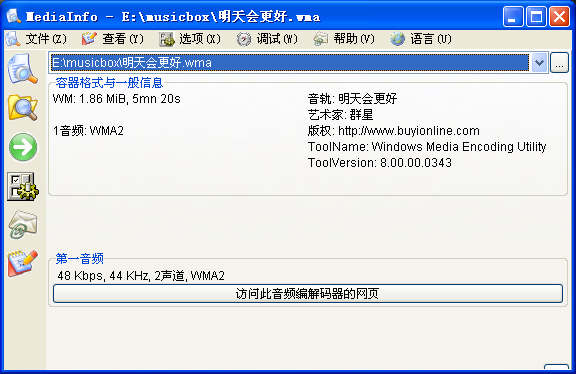 MediaInfo - E:\musicbox\明天会更好.wma
文件(Z) 查看(Y) 选项(X) 调试(W) 帮助(V) 语言(U)
E:\musicbox\明天会更好.wma ...
容器格式与一般信息
WM: 1.86 MiB, 5mn 20s 音轨: 明天会更好
艺术家: 群星
1音频: WMA2 版权: http://www.buyionline.com
ToolName: Windows Media Encoding Utility
ToolVersion: 8.00.00.0343
第一音频
48 Kbps, 44 KHz, 2声道, WMA2
访问此音频编解码器的网页